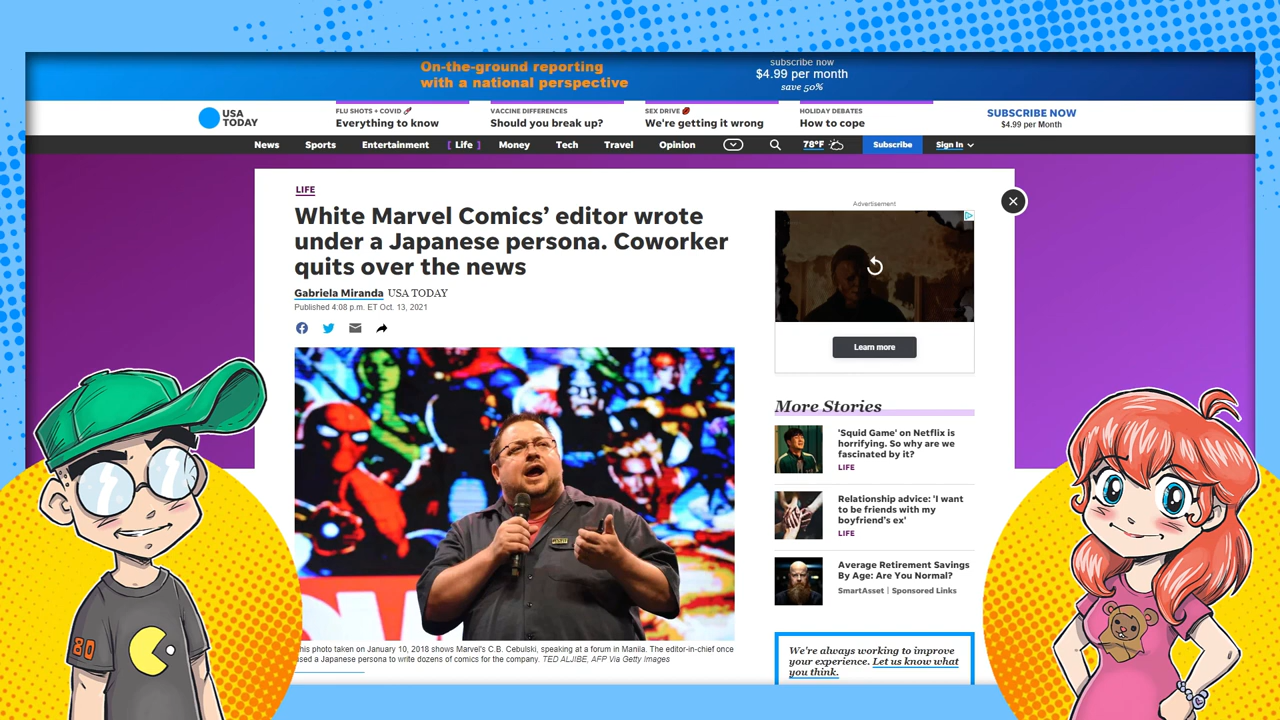 On-the-ground reporting
with a national perspective
subscribe now
$4.99 per month
save 50%
USA
TODAY
FLU SHOTS + COVID
Everything to know
VACCINE DIFFERENCES
Should you break up?
SEX DRIVE
We're getting it wrong
HOLIDAY DEBATES
How to cope
SUBSCRIBE NOW
$4.99 per Month
News Sports Entertainment [ Life ] Money Tech Travel Opinion 78°F Subscribe Sign In
LIFE
White Marvel Comics' editor wrote
under a Japanese persona. Coworker
quits over the news
Gabriela Miranda USA TODAY
Published 4:08 p.m. ET Oct. 13, 2021
his photo taken on January 10, 2018 shows Marvel's C.B. Cebulski, speaking at a forum in Manila. The editor-in-chief once
sed a Japanese persona to write dozens of comics for the company. TED ALJIBE, AFP Via Getty Images
Advertisement
Learn more
More Stories
'Squid Game' on Netflix is
horrifying. So why are we
fascinated by it?
LIFE
Relationship advice: 'I want
to be friends with my
boyfriend's ex'
LIFE
Average Retirement Savings
By Age: Are You Normal?
SmartAsset | Sponsored Links
We're always working to improve
your experience. Let us know what
you think.
80